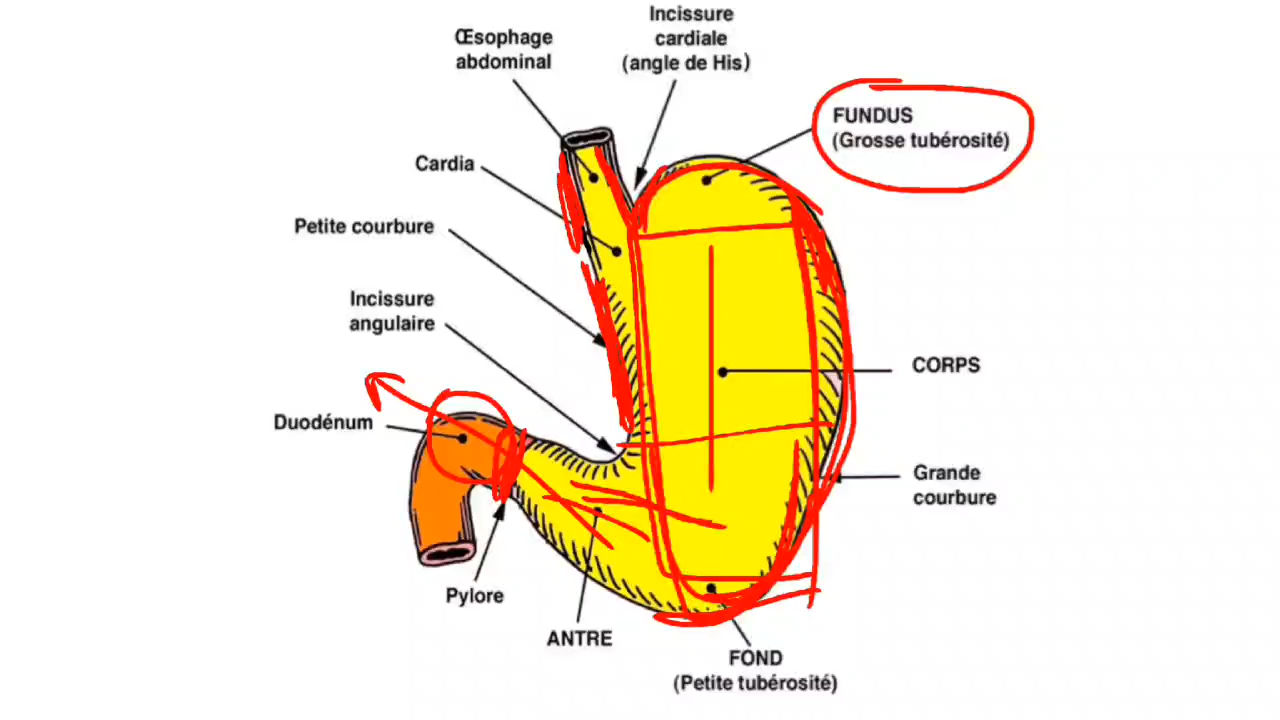 Incissure
cardiale
(angle de His)
Œsophage
abdominal
FUNDUS
(Grosse tubérosité)
Cardia
Petite courbure
Incissure
angulaire
CORPS
Duodénum
Grande
courbure
Pylore
ANTRE
FOND
(Petite tubérosité)